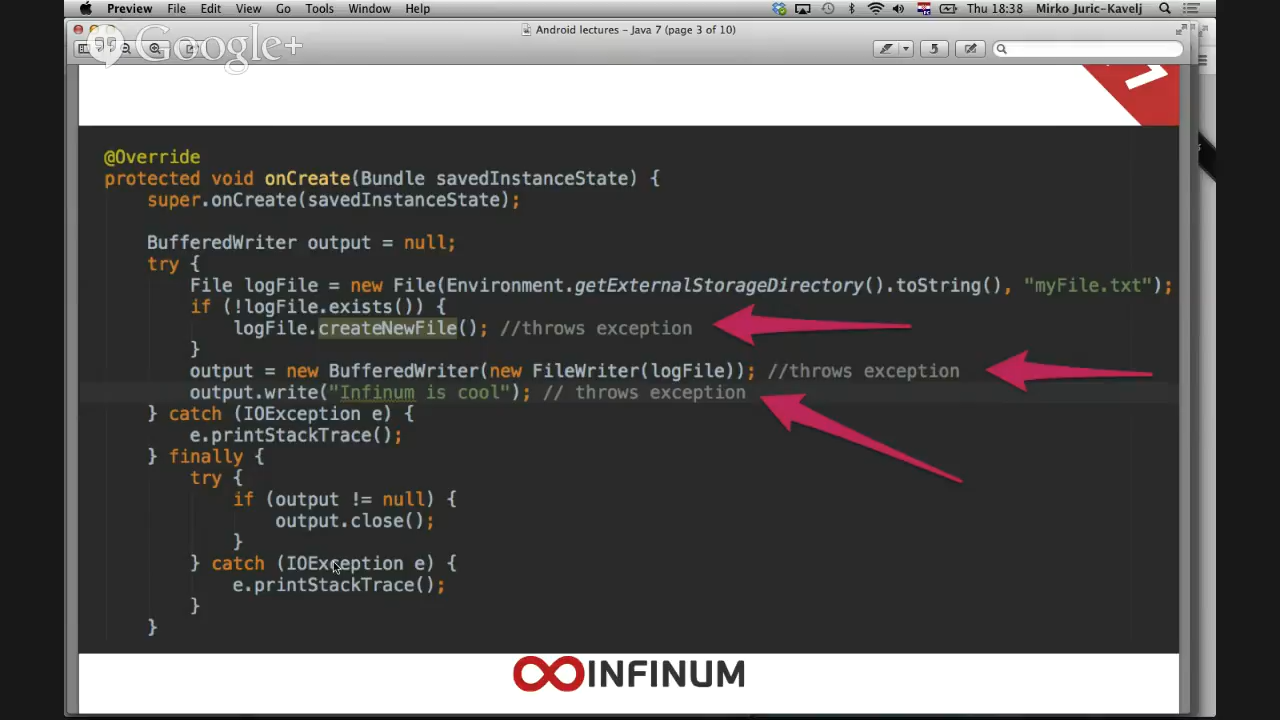 Preview File Edit View Go Tools Window Help Thu 18:38 Mirko Juric-Kavelj
Android lectures – Java 7 (page 3 of 10)
Google+
5
7
@Override
protected void onCreate(Bundle savedInstanceState) {
super.onCreate(savedInstanceState);
BufferedWriter output = null;
try {
File logFile = new File(Environment.getExternalStorageDirectory().toString(), "myFile.txt");
if (!logFile.exists()) {
logFile.createNewFile(); //throws exception
}
output = new BufferedWriter(new FileWriter(logFile)); //throws exception
output.write("Infinum is cool"); // throws exception
} catch (IOException e) {
e.printStackTrace();
} finally {
try {
if (output != null) {
output.close();
}
} catch (IOException e) {
e.printStackTrace();
}
}
INFINUM